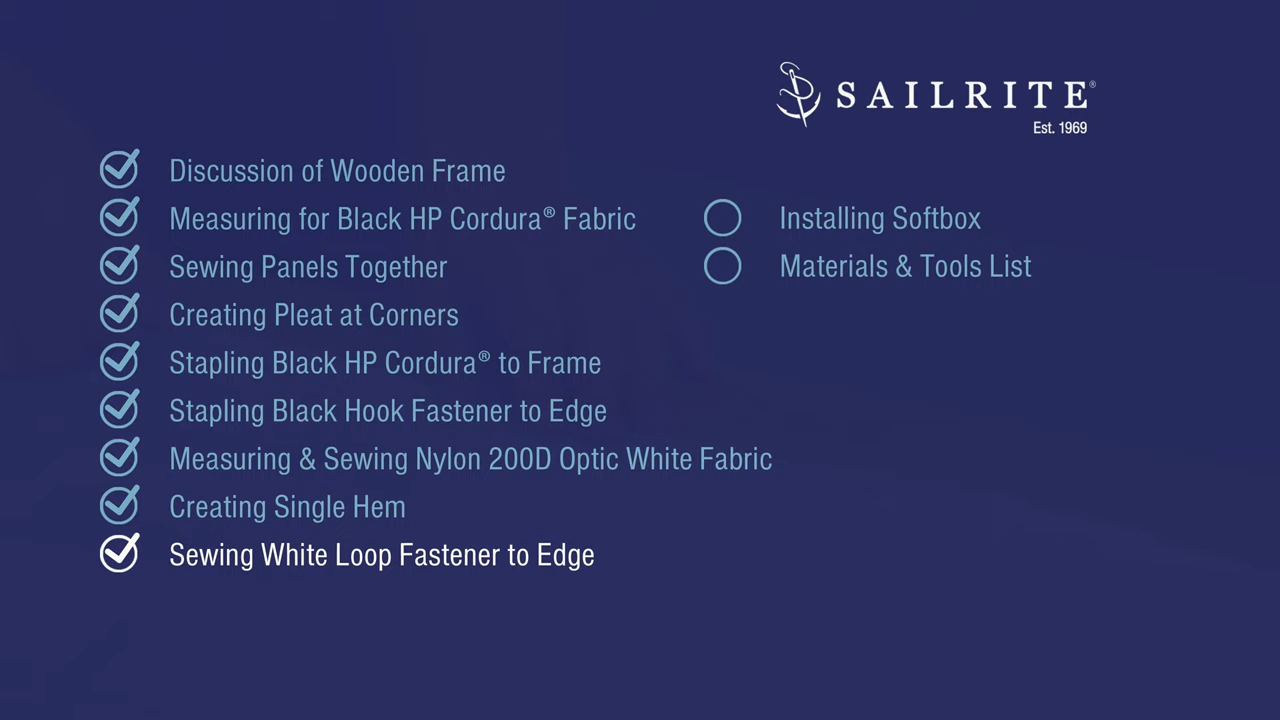 SAILRITE®
Est. 1969
Discussion of Wooden Frame
Measuring for Black HP Cordura® Fabric
Sewing Panels Together
Creating Pleat at Corners
Stapling Black HP Cordura® to Frame
Stapling Black Hook Fastener to Edge
Measuring & Sewing Nylon 200D Optic White Fabric
Creating Single Hem
Sewing White Loop Fastener to Edge
Installing Softbox
Materials & Tools List